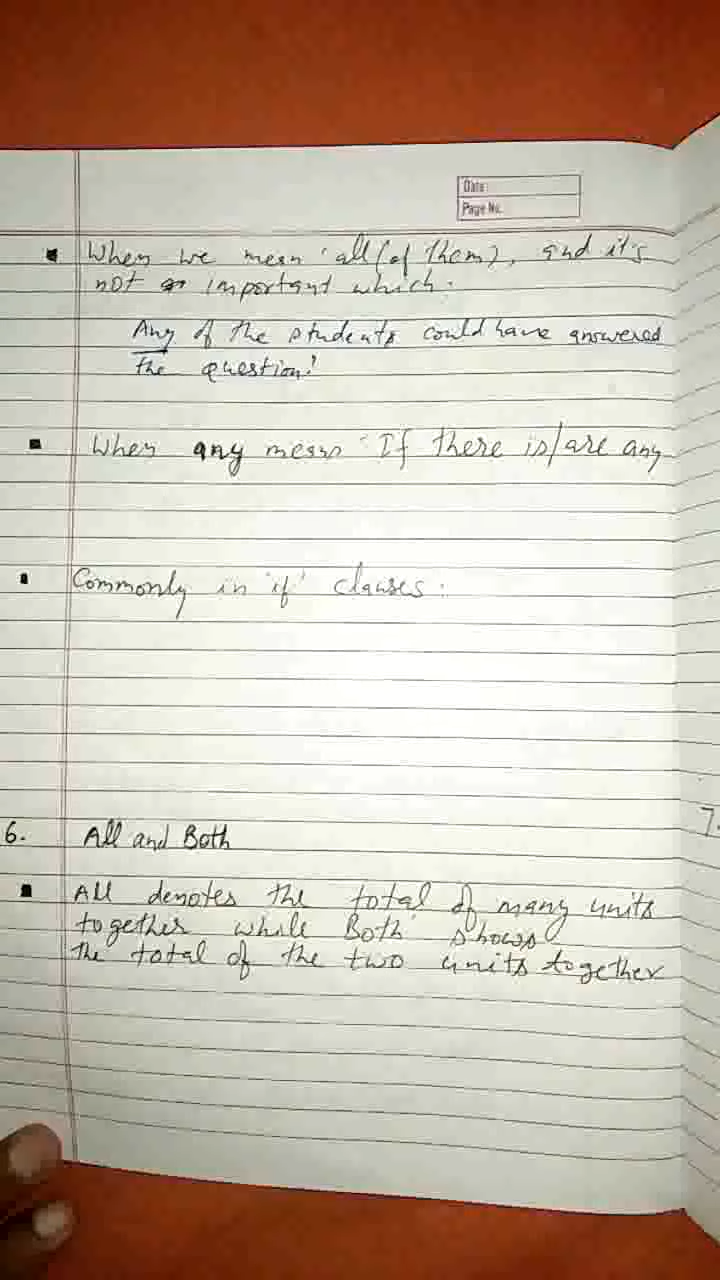 Date
Page No.
When we mean 'all (of them), and it's
not important which.
Any of the students could have answered
the question!
When any means 'If there is/are any
Commonly in 'if' clauses:
6. All and Both
All denotes the total of many units
together while Both shows
the total of the two units together
7.